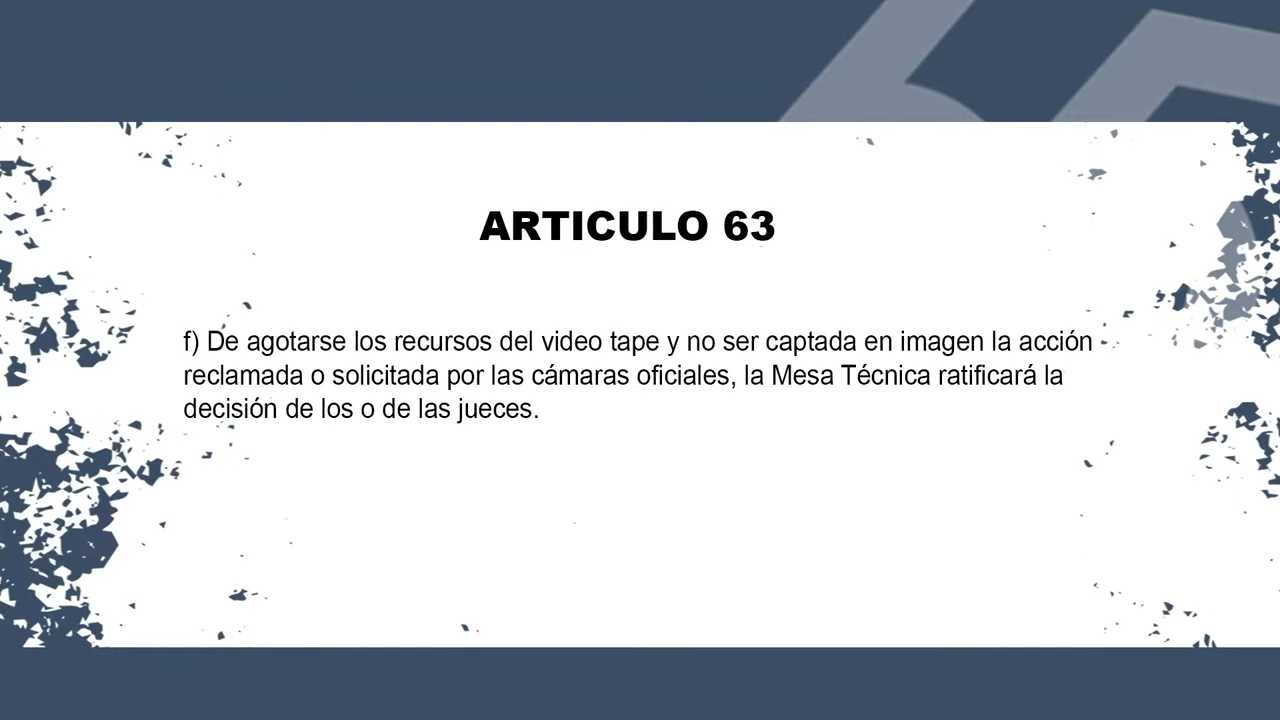 ARTICULO 63
f) De agotarse los recursos del video tape y no ser captada en imagen la acción
reclamada o solicitada por las cámaras oficiales, la Mesa Técnica ratificará la
decisión de los o de las jueces.